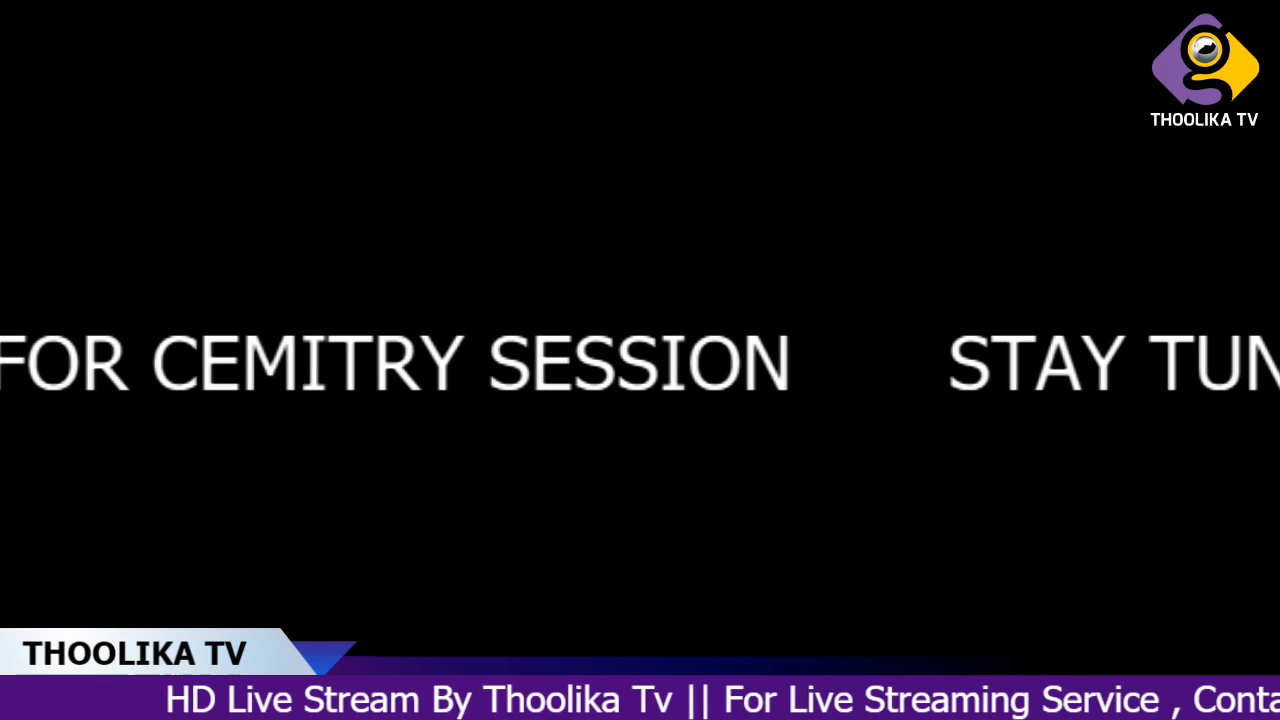 THOOLIKA TV
FOR CEMITRY SESSION STAY TUN
THOOLIKA TV
HD Live Stream By Thoolika Tv || For Live Streaming Service , Conta